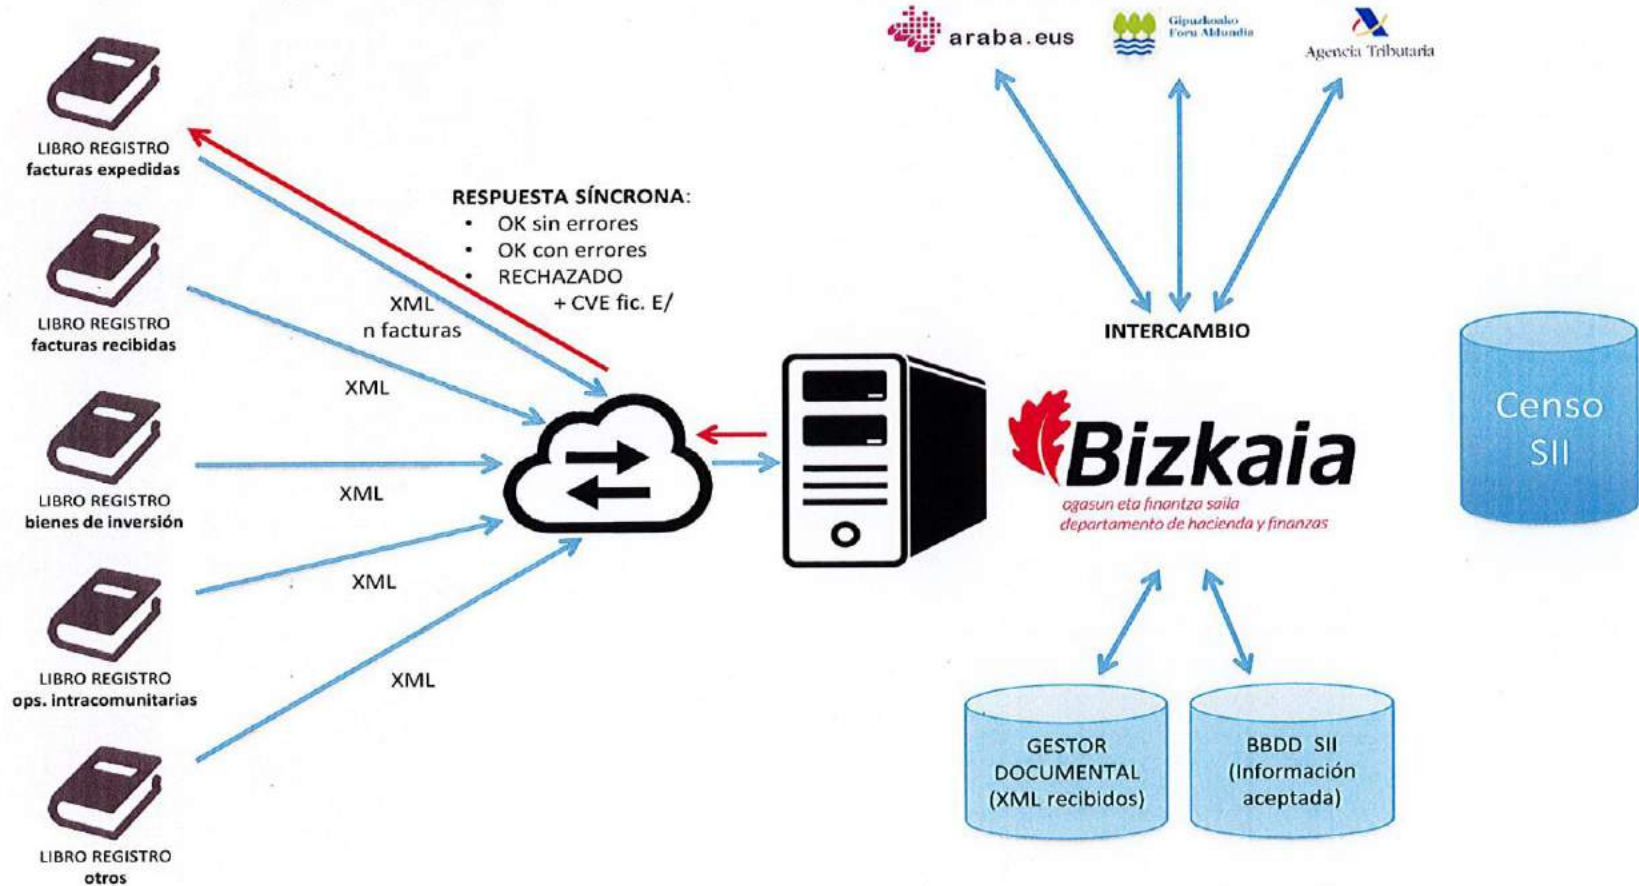 araba.eus
Gipuzkoako
Foru Aldundia
Agencia Tributaria
LIBRO REGISTRO
facturas expedidas
RESPUESTA SÍNCRONA:
• OK sin errores
• OK con errores
• RECHAZADO
+ CVE fic. E/
XML
n facturas
LIBRO REGISTRO
facturas recibidas
XML
INTERCAMBIO
Censo
SII
Bizkaia
ogasun eta finantza saila
departamento de hacienda y finanzas
LIBRO REGISTRO
bienes de inversión
XML
XML
LIBRO REGISTRO
ops. intracomunitarias
XML
GESTOR
DOCUMENTAL
(XML recibidos)
BBDD SII
(Información
aceptada)
LIBRO REGISTRO
otros